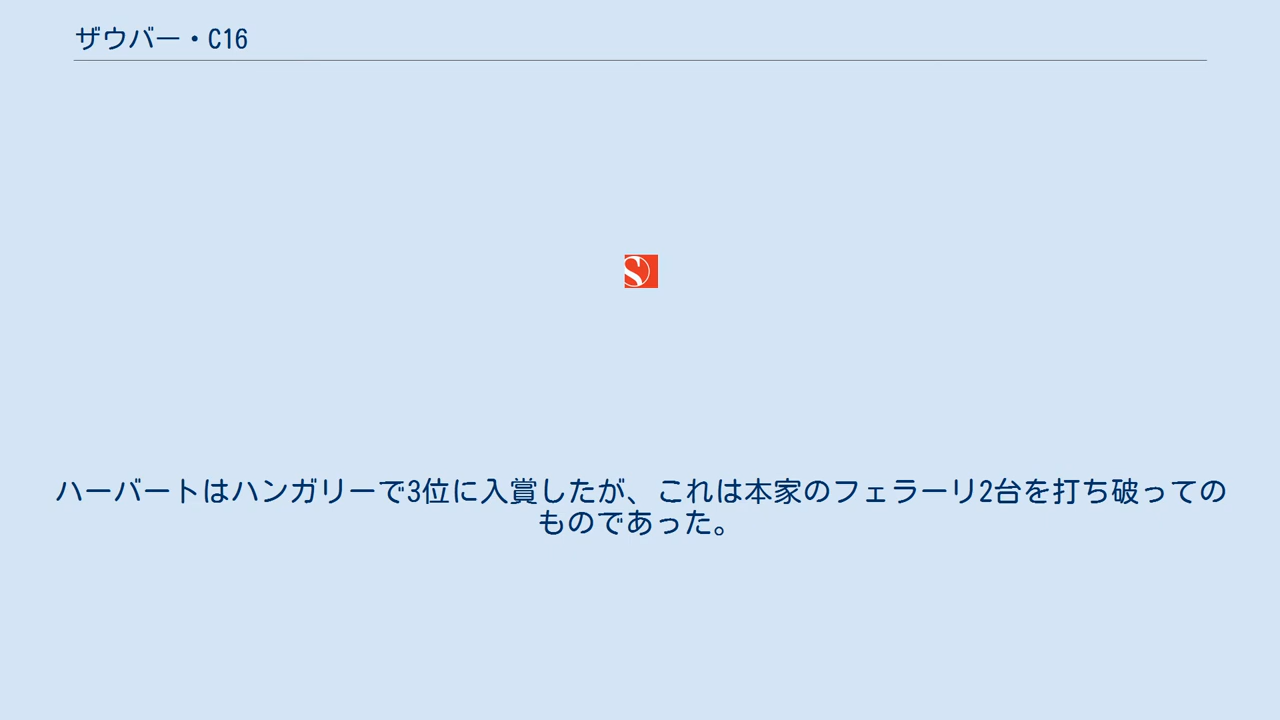 ザウバー・C16
S
ハーバートはハンガリーで3位に入賞したが、これは本家のフェラーリ2台を打ち破っての
ものであった。